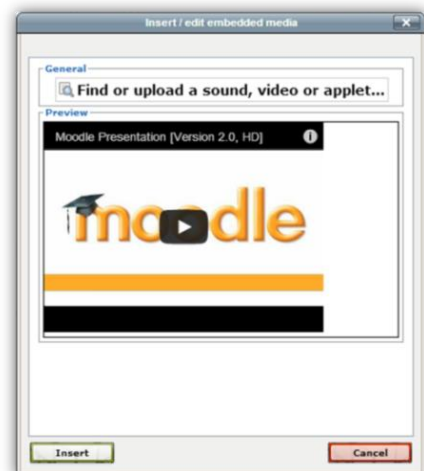 Insert / edit embedded media
General
Find or upload a sound, video or applet...
Preview
Moodle Presentation [Version 2.0, HD]
moodle
Insert
Cancel